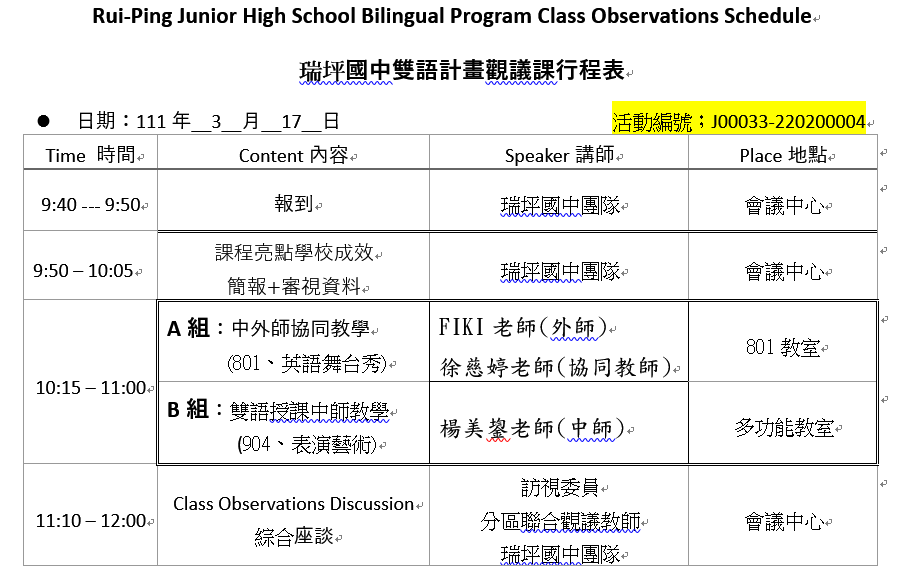 Rui-Ping Junior High School Bilingual Program Class Observations Schedule
瑞坪國中雙語計畫觀議課行程表
● 日期：111 年__3__月__17__日 活動編號；J00033-220200004
Time 時間 Content 內容 Speaker 講師 Place 地點
9:40 --- 9:50 報到 瑞坪國中團隊 會議中心
9:50 – 10:05 課程亮點學校成效
簡報+審視資料 瑞坪國中團隊 會議中心
10:15 – 11:00
A 組：中外師協同教學
(801、英語舞台秀)
FIKI 老師(外師)
徐慈婷老師(協同教師)
801 教室
B 組：雙語授課中師教學
(904、表演藝術)
楊美鋆老師(中師)
多功能教室
11:10 – 12:00
Class Observations Discussion
綜合座談
訪視委員
分區聯合觀議教師
瑞坪國中團隊
會議中心